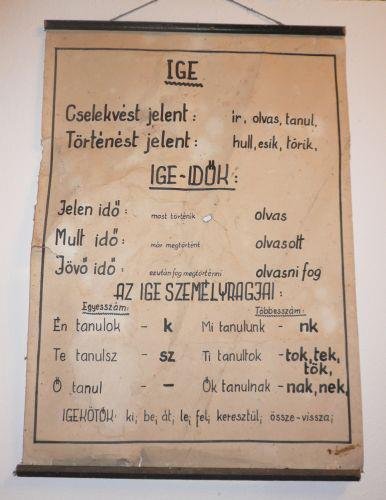 IGE
Cselekvést jelent: ír, olvas, tanul,
Történést jelent: hull, esik, törik,
IGE-IDŐK:
Jelen idő: most történik olvas
Mult idő: már megtörtént olvasott
Jövő idő: ezután fog megtörténni olvasni fog
AZ IGE SZEMÉLYRAGJAI:
Egyesszám: Többesszám:
Én tanulok - k Mi tanulunk - nk
Te tanulsz - sz Ti tanultok - tok, tek,
tök,
Ő tanul - - Ők tanulnak - nak, nek,
IGEKÖTŐK: ki; be; át; le; fel; keresztül; össze-vissza;